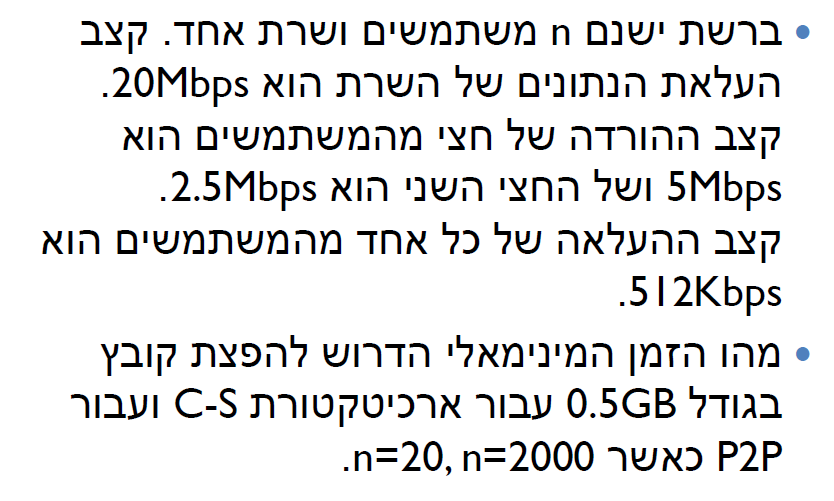 • ברשת ישנם n משתמשים ושרת אחד. קצב
העלאת הנתונים של השרת הוא 20Mbps.
קצב ההורדה של חצי מהמשתמשים הוא
5Mbps ושל החצי השני הוא 2.5Mbps.
קצב ההעלאה של כל אחד מהמשתמשים הוא
512Kbps.
• מהו הזמן המינימאלי הדרוש להפצת קובץ
בגודל 0.5GB עבור ארכיטקטורת C-S ועבור
P2P כאשר n=20, n=2000.